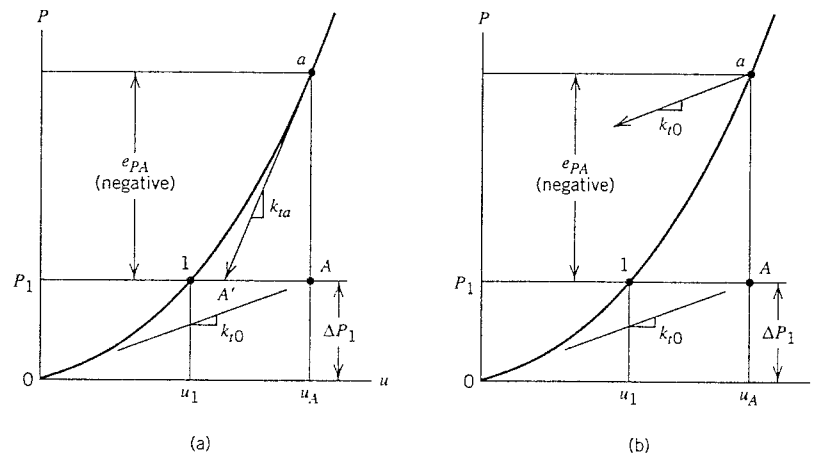 P
a
e_PA
(negative)
k_ta
P_1
1
A
A'
k_t0
ΔP_1
0
u_1
u_A
u
(a)
P
a
k_t0
e_PA
(negative)
P_1
1
A
k_t0
ΔP_1
0
u_1
u_A
(b)